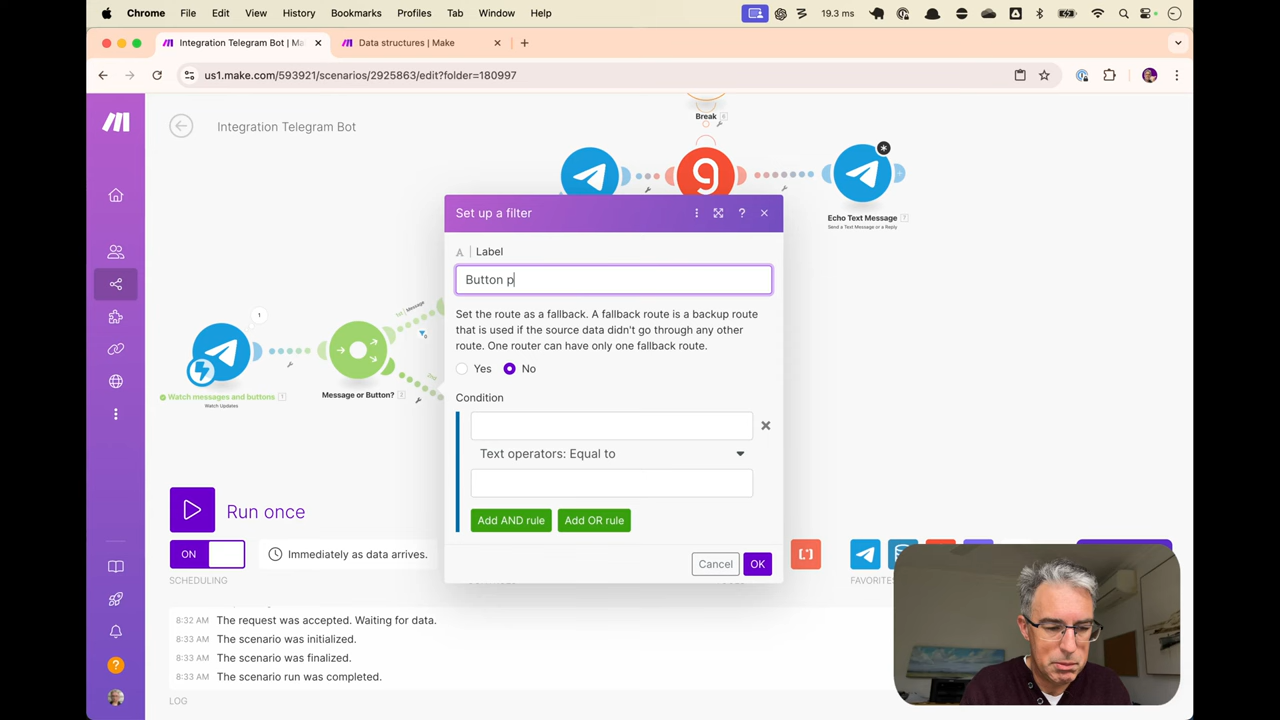 Chrome File Edit View History Bookmarks Profiles Tab Window Help 19.3 ms
Integration Telegram Bot | Ma
Data structures | Make
us1.make.com/593921/scenarios/2925863/edit?folder=180997
Integration Telegram Bot
Break 6
Echo Text Message ?
Send a Text Message or a Reply
Set up a filter
Label
Button p
Set the route as a fallback. A fallback route is a backup route
that is used if the source data didn't go through any other
route. One router can have only one fallback route.
Yes No
Condition
Text operators: Equal to
Add AND rule Add OR rule
Cancel OK
1
Message
Watch messages and buttons ?
Watch Updates
Message or Button? 2
Run once
ON
Immediately as data arrives.
SCHEDULING
FAVORITES
8:32 AM The request was accepted. Waiting for data.
8:33 AM The scenario was initialized.
8:33 AM The scenario was finalized.
8:33 AM The scenario run was completed.
LOG